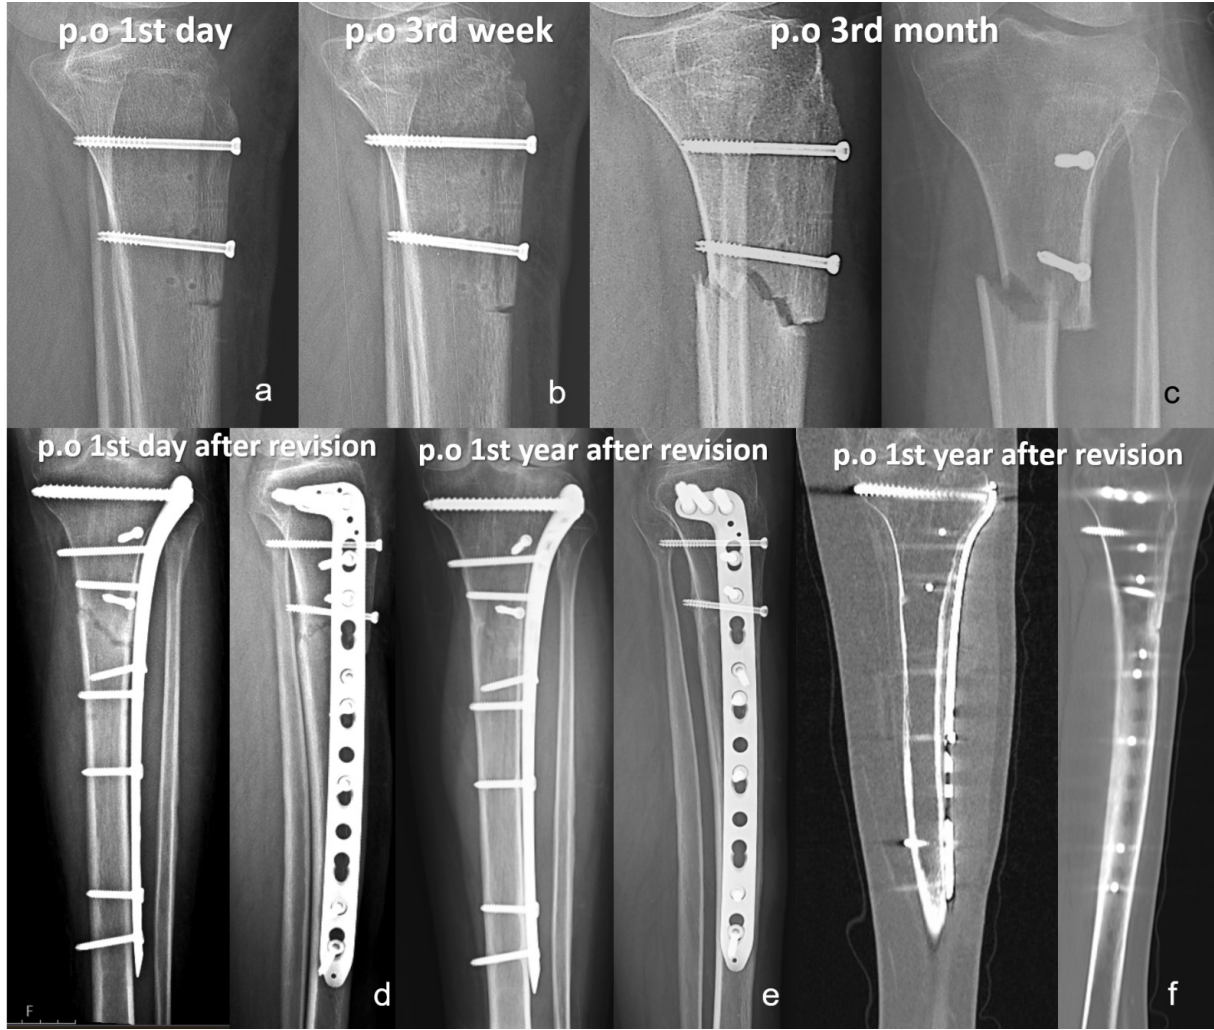 p.o 1st day
p.o 3rd week
p.o 3rd month
a
b
c
p.o 1st day after revision
p.o 1st year after revision
p.o 1st year after revision
F
d
e
f